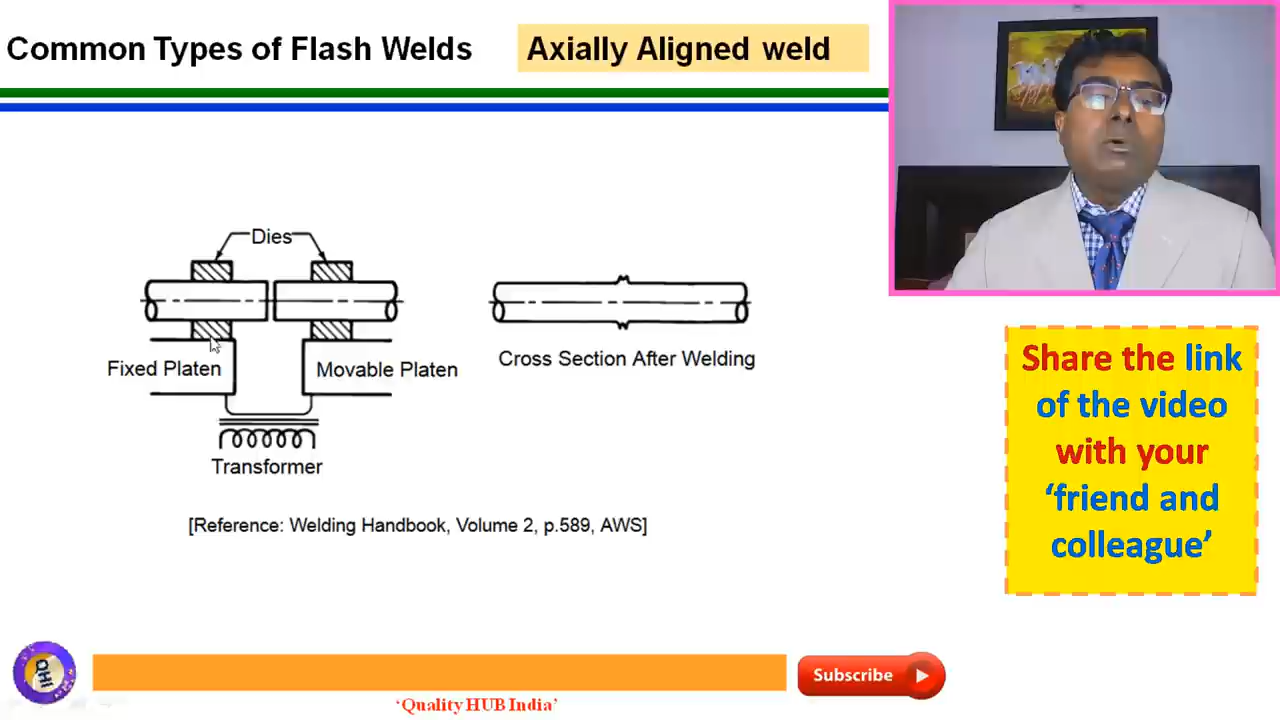 Common Types of Flash Welds
Axially Aligned weld
Dies
Fixed Platen
Movable Platen
Transformer
Cross Section After Welding
[Reference: Welding Handbook, Volume 2, p.589, AWS]
Share the link
of the video
with your
‘friend and
colleague’
QHI
Subscribe
‘Quality HUB India’